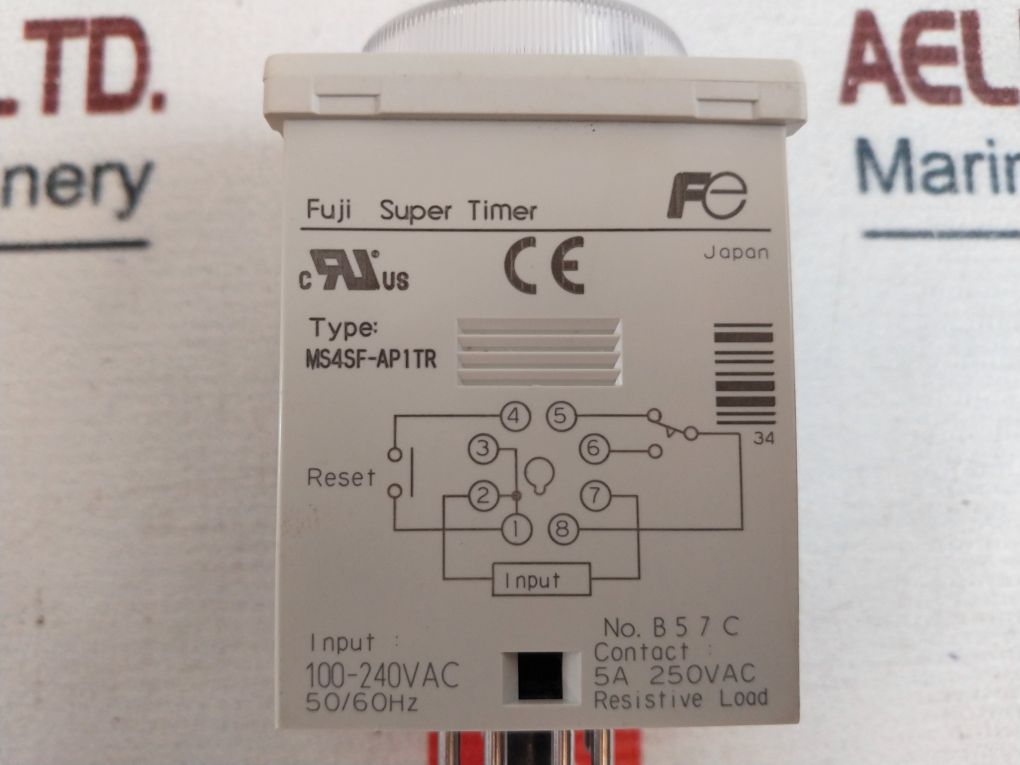 LTD.
AEL
nery
Marin
Fuji Super Timer
Fe
Japan
c RU ® US
CE
Type:
MS4SF-AP1TR
34
4 5
3 6
Reset
2 7
1 8
Input
No. B57C
Input :
Contact :
100-240VAC
5A 250VAC
50/60Hz
Resistive Load